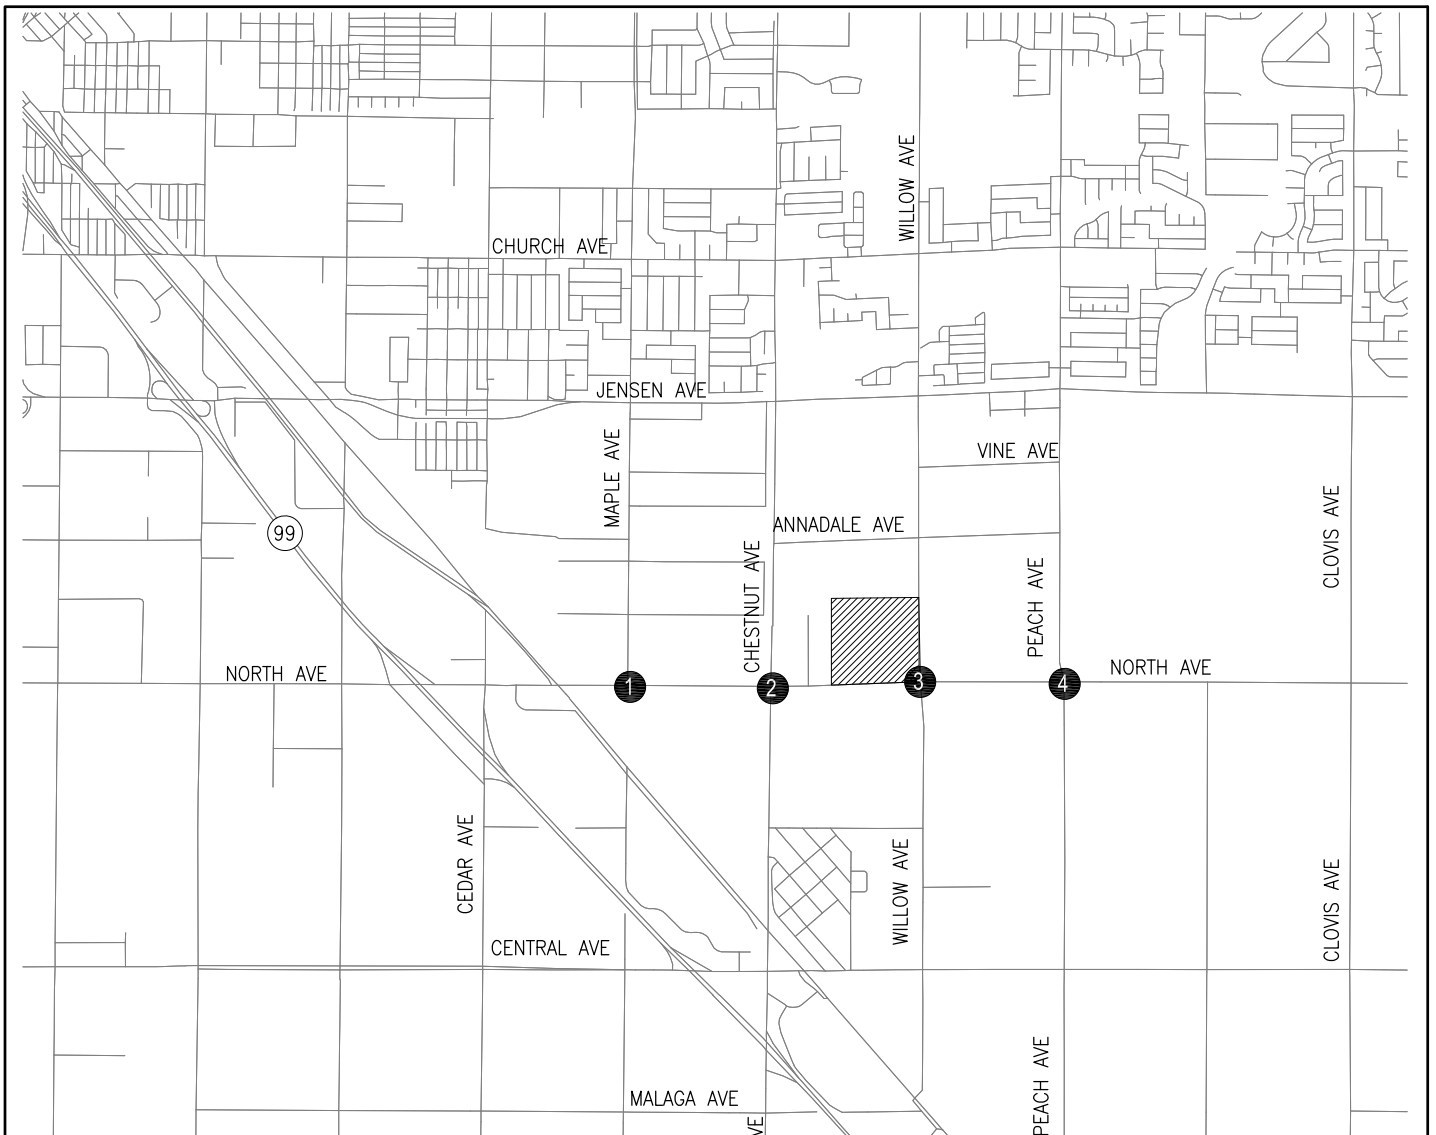 WILLOW AVE
CHURCH AVE
JENSEN AVE
MAPLE AVE
VINE AVE
CLOVIS AVE
99
ANNADALE AVE
CHESTNUT AVE
PEACH AVE
NORTH AVE
NORTH AVE
1
2
3
4
CEDAR AVE
WILLOW AVE
CLOVIS AVE
CENTRAL AVE
PEACH AVE
MALAGA AVE
VE